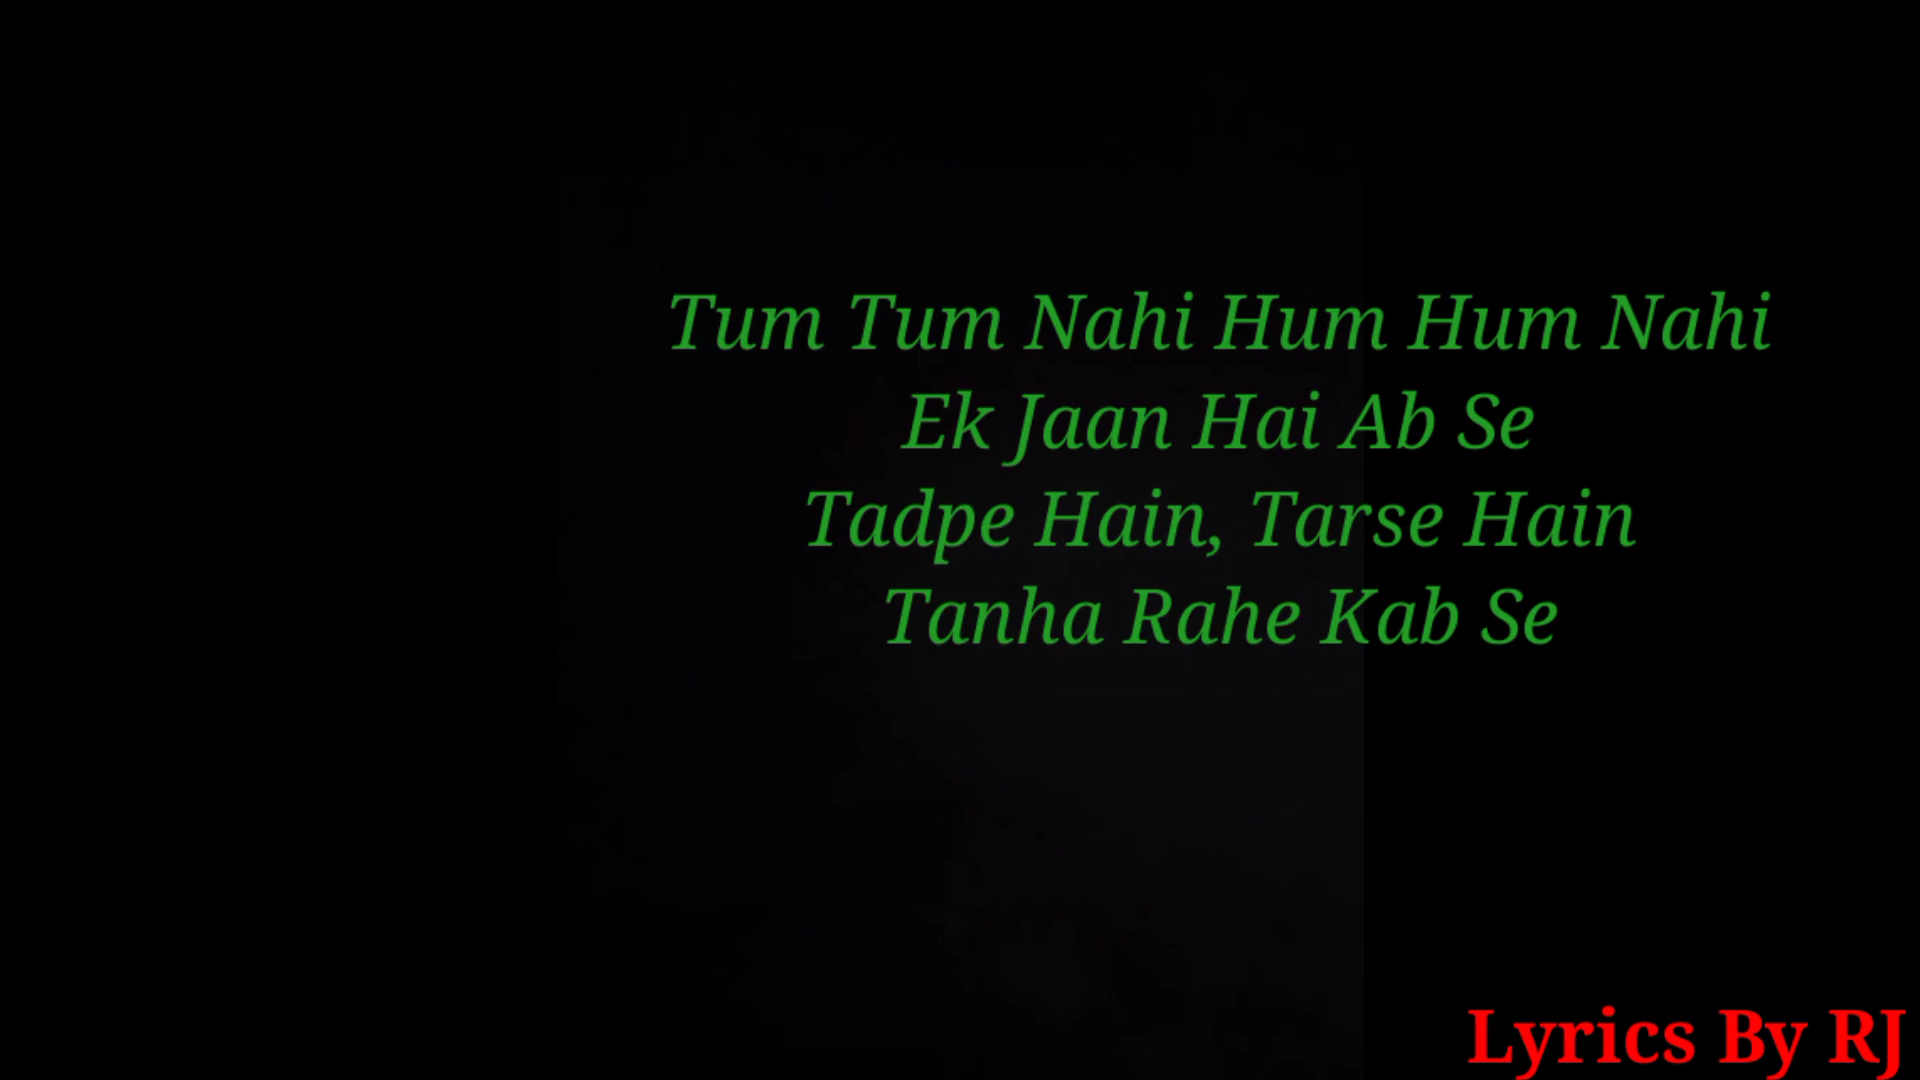 Tum Tum Nahi Hum Hum Nahi
Ek Jaan Hai Ab Se
Tadpe Hain, Tarse Hain
Tanha Rahe Kab Se
Lyrics By RJ